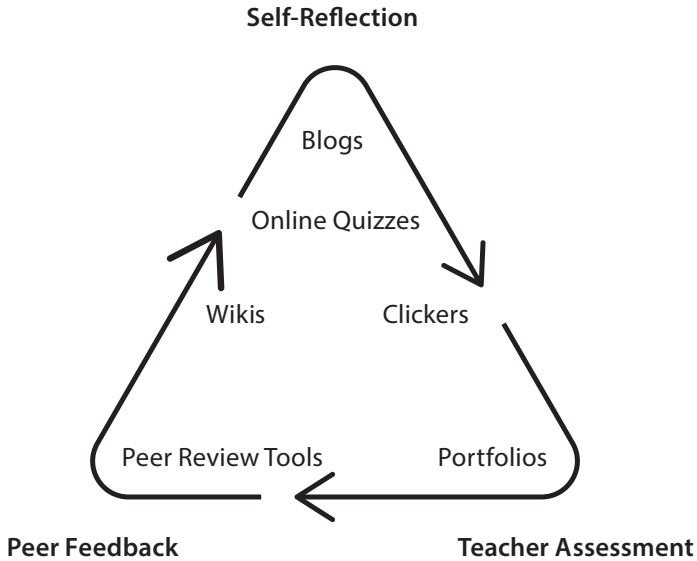 Self-Reflection
Blogs
Online Quizzes
Wikis
Clickers
Peer Review Tools
Portfolios
Peer Feedback
Teacher Assessment